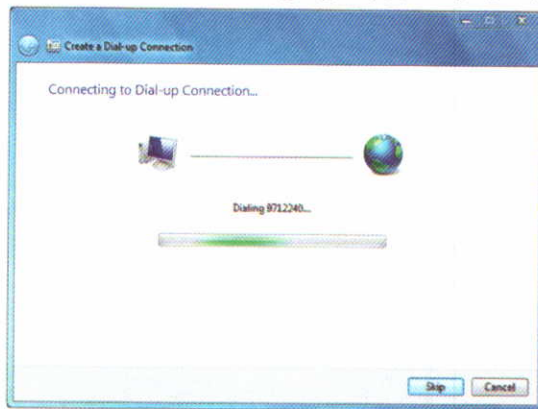 Create a Dial-up Connection
Connecting to Dial-up Connection...
Dialing 9712240...
Skip
Cancel